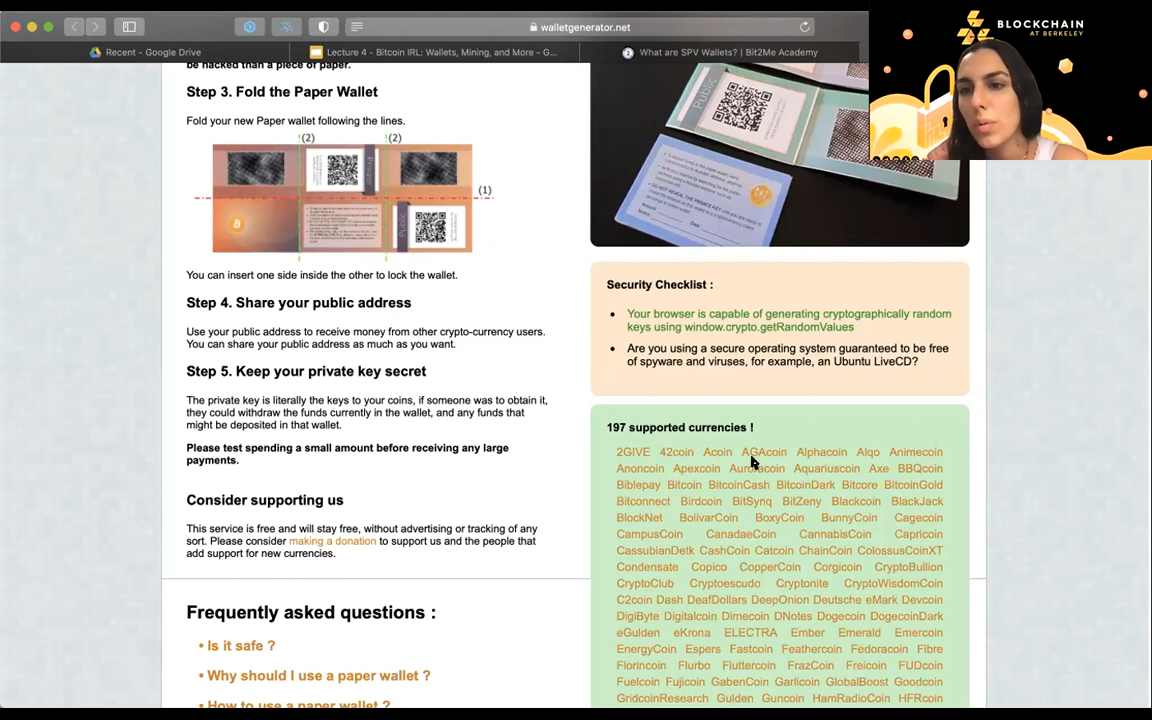 walletgenerator.net
BLOCKCHAIN
AT BERKELEY
Recent - Google Drive
Lecture 4 - Bitcoin IRL: Wallets, Mining, and More - G...
What are SPV Wallets? | Bit2Me Academy
be hacked than a piece of paper.
Step 3. Fold the Paper Wallet
Fold your new Paper wallet following the lines.
(2)
(2)
(1)
Private
Public
You can insert one side inside the other to lock the wallet.
Step 4. Share your public address
Use your public address to receive money from other crypto-currency users.
You can share your public address as much as you want.
Step 5. Keep your private key secret
The private key is literally the keys to your coins, if someone was to obtain it,
they could withdraw the funds currently in the wallet, and any funds that
might be deposited in that wallet.
Please test spending a small amount before receiving any large
payments.
Consider supporting us
This service is free and will stay free, without advertising or tracking of any
sort. Please consider making a donation to support us and the people that
add support for new currencies.
Frequently asked questions :
• Is it safe ?
• Why should I use a paper wallet ?
• How to use a paper wallet ?
Public
Security Checklist :
• Your browser is capable of generating cryptographically random
keys using window.crypto.getRandomValues
• Are you using a secure operating system guaranteed to be free
of spyware and viruses, for example, an Ubuntu LiveCD?
197 supported currencies !
2GIVE 42coin Acoin AGAcoin Alphacoin Alqo Animecoin
Anoncoin Apexcoin Auroracoin Aquariuscoin Axe BBQcoin
Biblepay Bitcoin BitcoinCash BitcoinDark Bitcore BitcoinGold
Bitconnect Birdcoin BitSynq BitZeny Blackcoin BlackJack
BlockNet BolivarCoin BoxyCoin BunnyCoin Cagecoin
CampusCoin CanadaeCoin CannabisCoin Capricoin
CassubianDetk CashCoin Catcoin ChainCoin ColossusCoinXT
Condensate Copico CopperCoin Corgicoin CryptoBullion
CryptoClub Cryptoescudo Cryptonite CryptoWisdomCoin
C2coin Dash DeafDollars DeepOnion Deutsche eMark Devcoin
DigiByte Digitalcoin Dimecoin DNotes Dogecoin DogecoinDark
eGulden eKrona ELECTRA Ember Emerald Emercoin
EnergyCoin Espers Fastcoin Feathercoin Fedoracoin Fibre
Florincoin Flurbo Fluttercoin FrazCoin Freicoin FUDcoin
Fuelcoin Fujicoin GabenCoin Garlicoin GlobalBoost Goodcoin
GridcoinResearch Gulden Guncoin HamRadioCoin HFRcoin